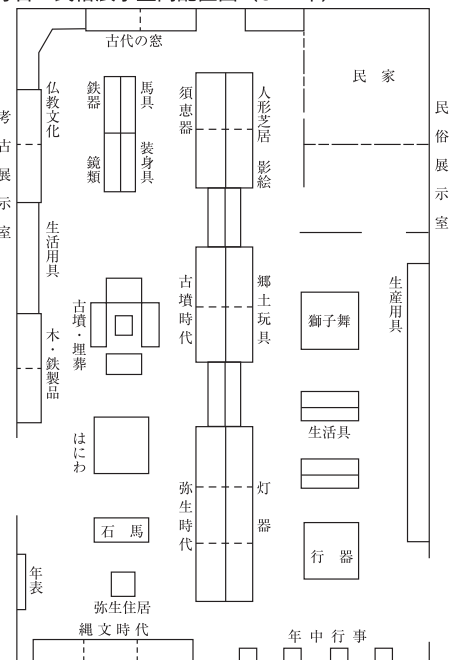 古代の窓
民家
考古展示室
仏教文化
鉄器
馬具
鏡類
装身具
須恵器
人形芝居 影絵
民俗展示室
生活用具
古墳・埋葬
木・鉄製品
古墳時代
郷土玩具
獅子舞
生産用具
生活具
はにわ
弥生時代
灯器
石馬
行器
年表
弥生住居
縄文時代
年中行事